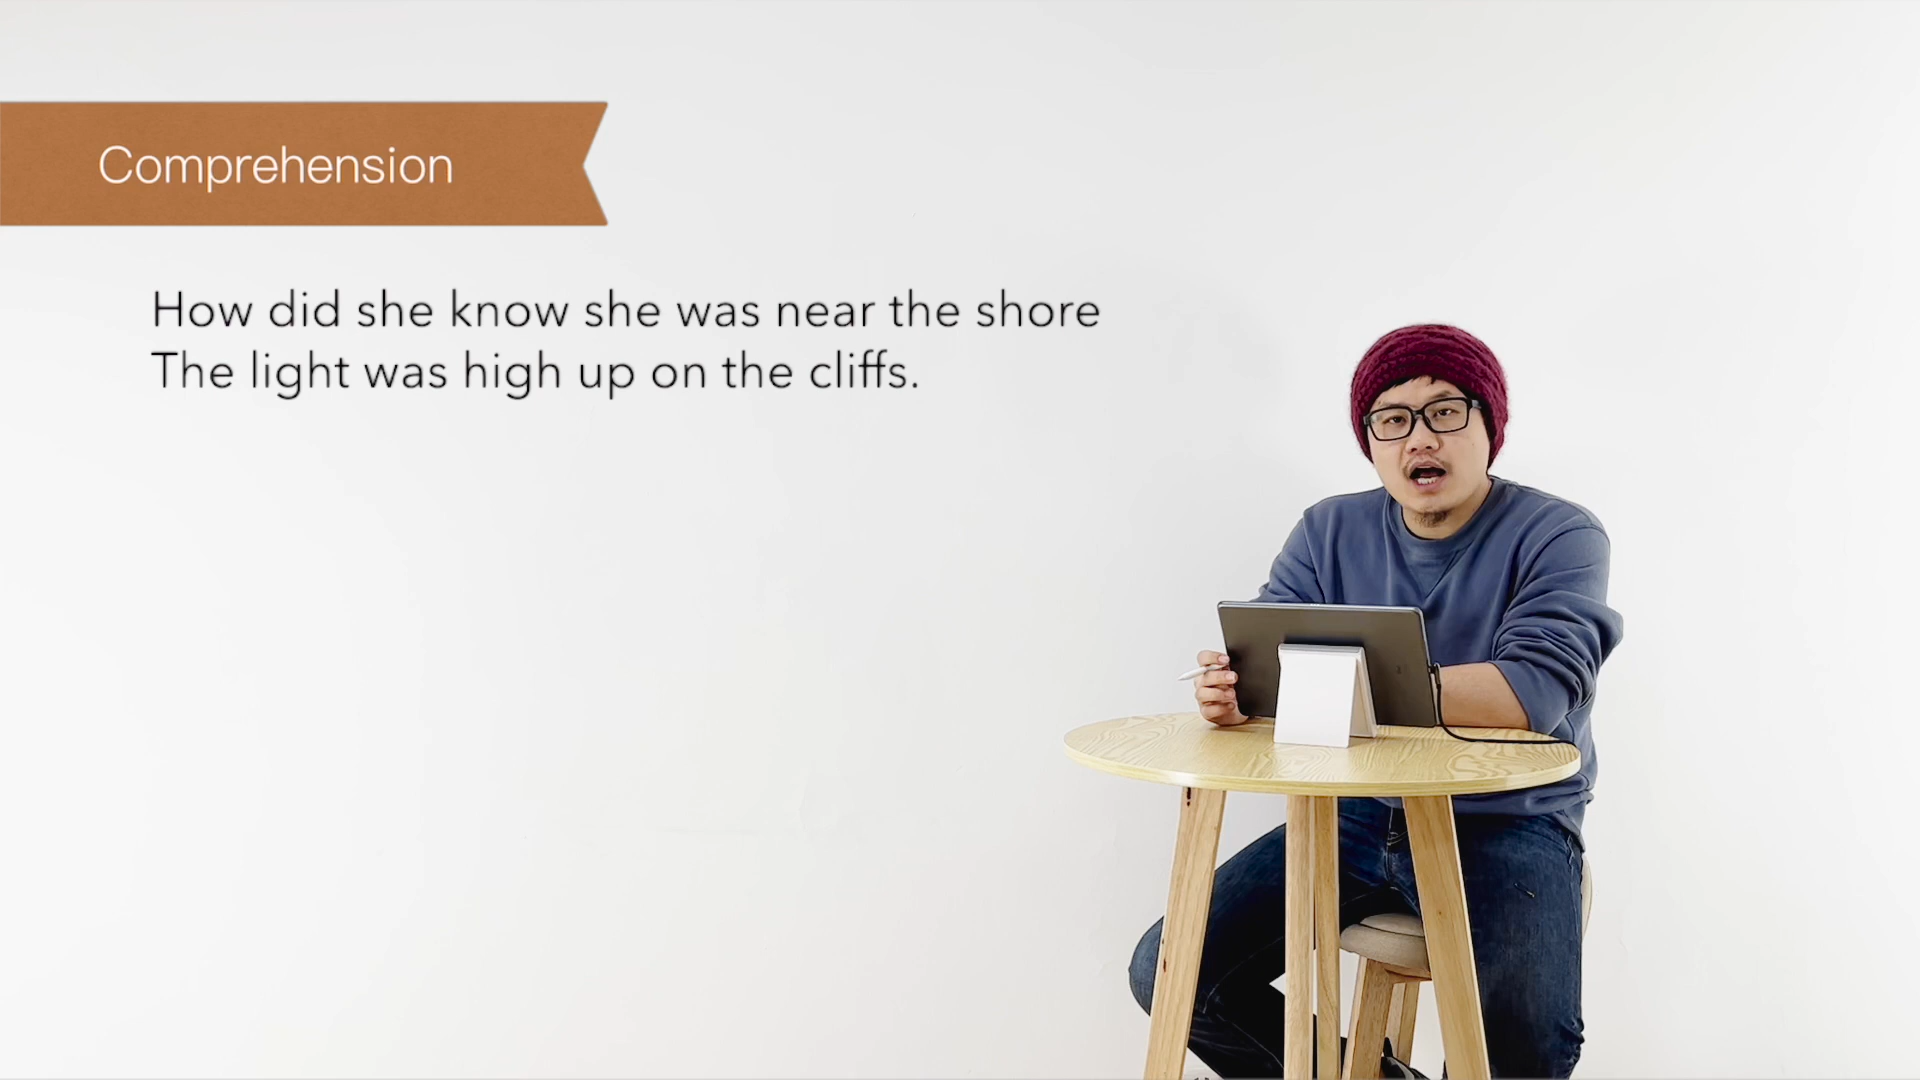 Comprehension
How did she know she was near the shore
The light was high up on the cliffs.